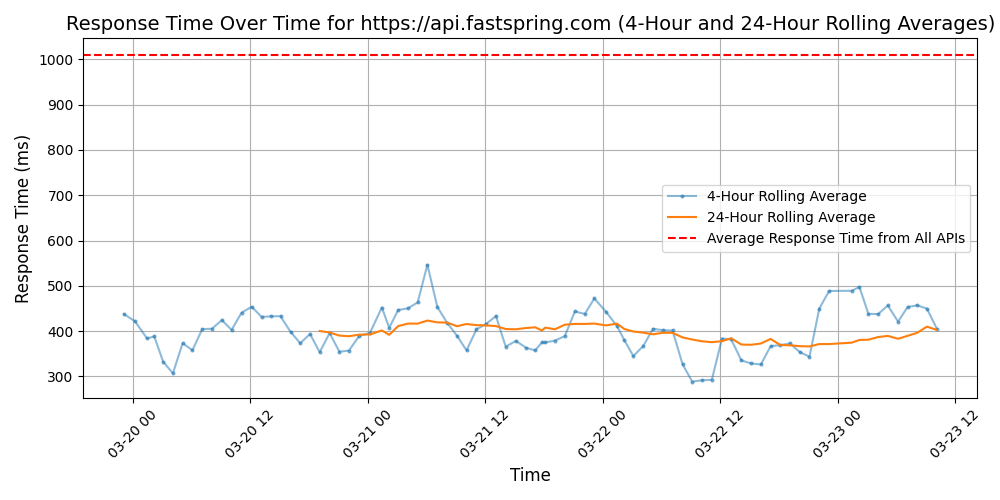 Response Time Over Time for https://api.fastspring.com (4-Hour and 24-Hour Rolling Averages)
Response Time (ms)
1000
900
800
700
600
500
400
300
4-Hour Rolling Average
24-Hour Rolling Average
Average Response Time from All APIs
03-20 00
03-20 12
03-21 00
03-21 12
03-22 00
03-22 12
03-23 00
03-23 12
Time